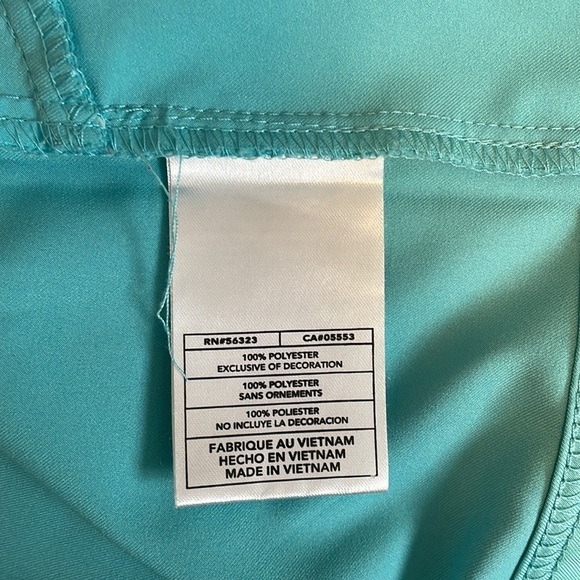 RN#56323 CA#05553
100% POLYESTER
EXCLUSIVE OF DECORATION
100% POLYESTER
SANS ORNEMENTS
100% POLIESTER
NO INCLUYE LA DECORACION
FABRIQUE AU VIETNAM
HECHO EN VIETNAM
MADE IN VIETNAM